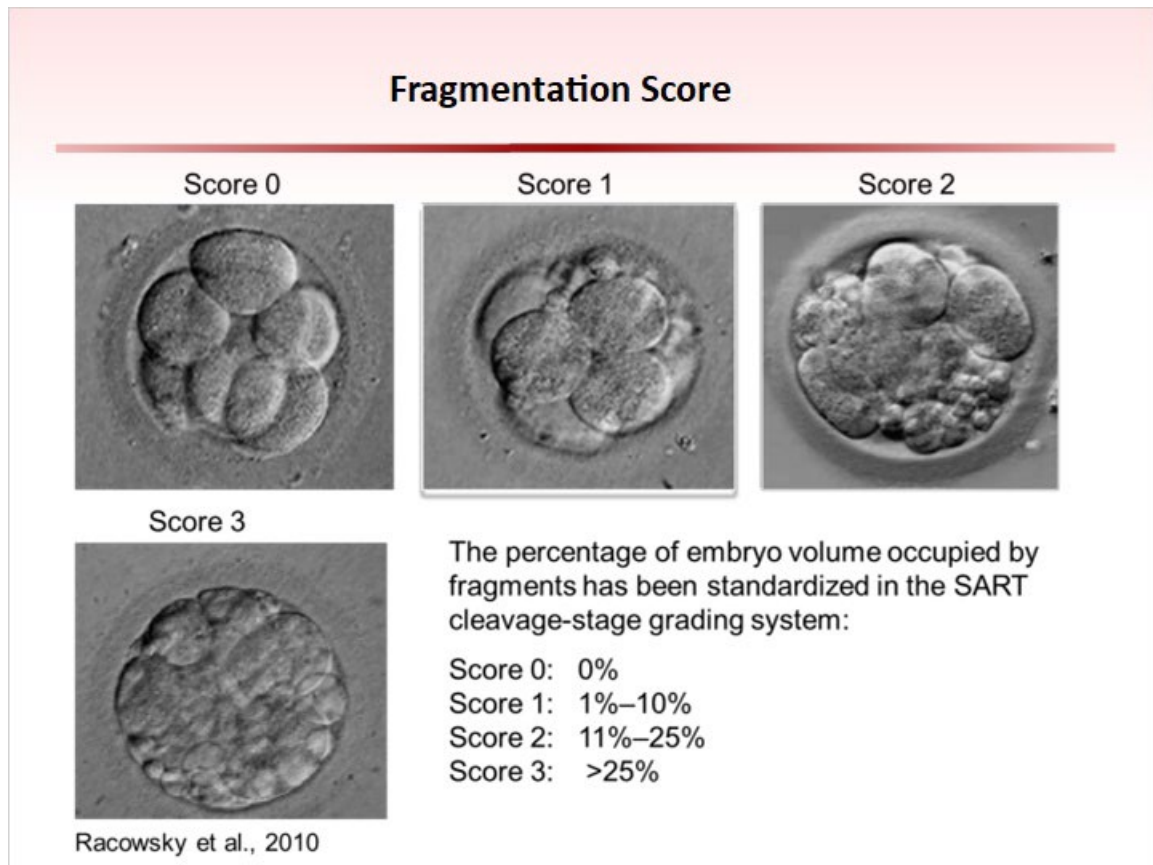 Fragmentation Score
Score 0
Score 1
Score 2
Score 3
The percentage of embryo volume occupied by
fragments has been standardized in the SART
cleavage-stage grading system:
Score 0: 0%
Score 1: 1%–10%
Score 2: 11%–25%
Score 3: >25%
Racowsky et al., 2010